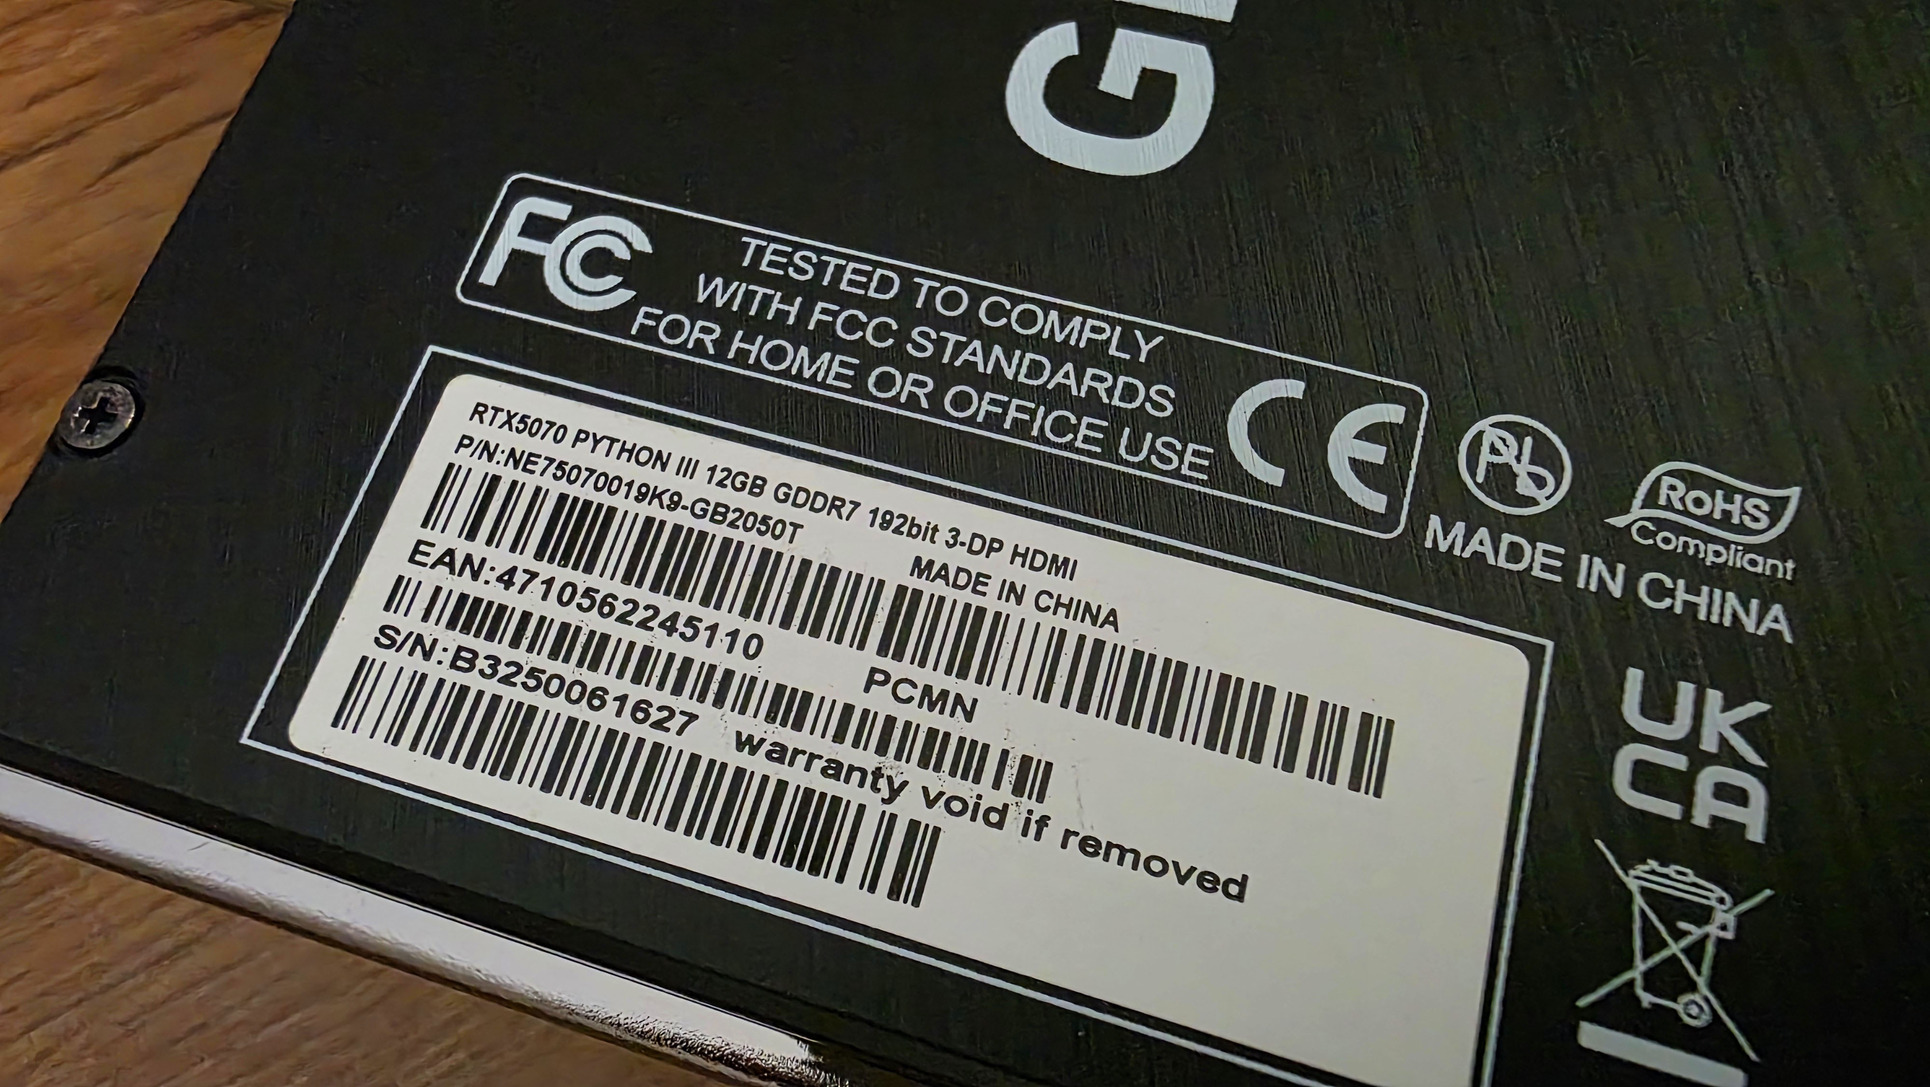 G
FC
TESTED TO COMPLY
WITH FCC STANDARDS
FOR HOME OR OFFICE USE
CE
Pb
RoHS
Compliant
MADE IN CHINA
RTX5070 PYTHON III 12GB GDDR7 192bit 3-DP HDMI
P/N:NE75070019K9-GB2050T
MADE IN CHINA
EAN:4710562245110
PCMN
S/N:B3250061627
warranty void if removed
UK
CA